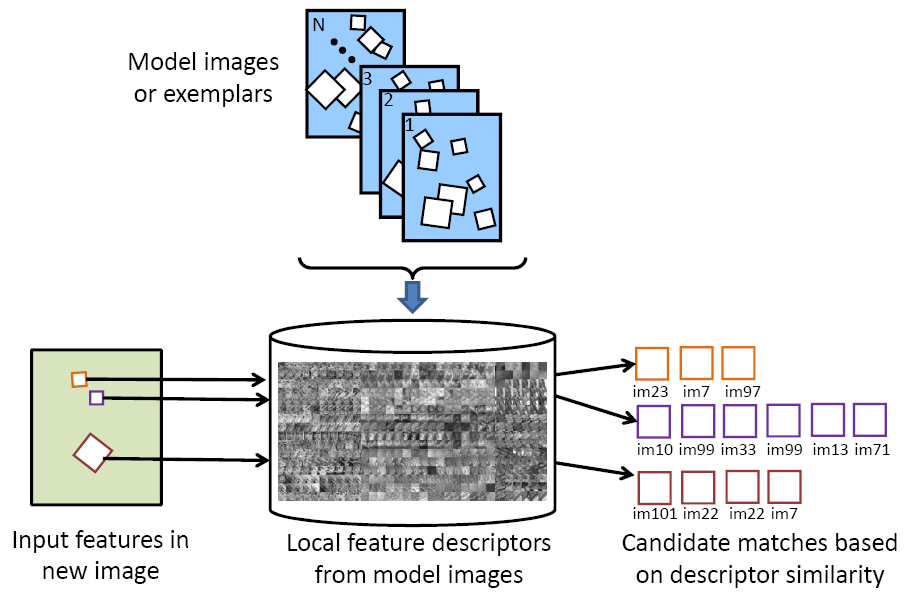 N
Model images
or exemplars
3
2
1
im23 im7 im97
im10 im99 im33 im99 im13 im71
im101 im22 im22 im7
Input features in
new image
Local feature descriptors
from model images
Candidate matches based
on descriptor similarity